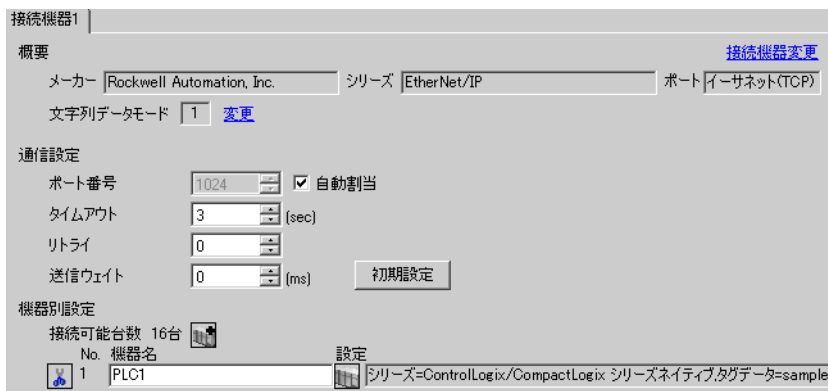 接続機器1
概要
接続機器変更
メーカー Rockwell Automation, Inc. シリーズ EtherNet/IP ポート イーサネット(TCP)
文字列データモード 1 変更
通信設定
ポート番号 1024 自動割当
タイムアウト 3 (sec)
リトライ 0
送信ウェイト 0 (ms) 初期設定
機器別設定
接続可能台数 16台
No. 機器名 設定
1 PLC1 シリーズ=ControlLogix/CompactLogix シリーズネイティブ,タグデータ=sample